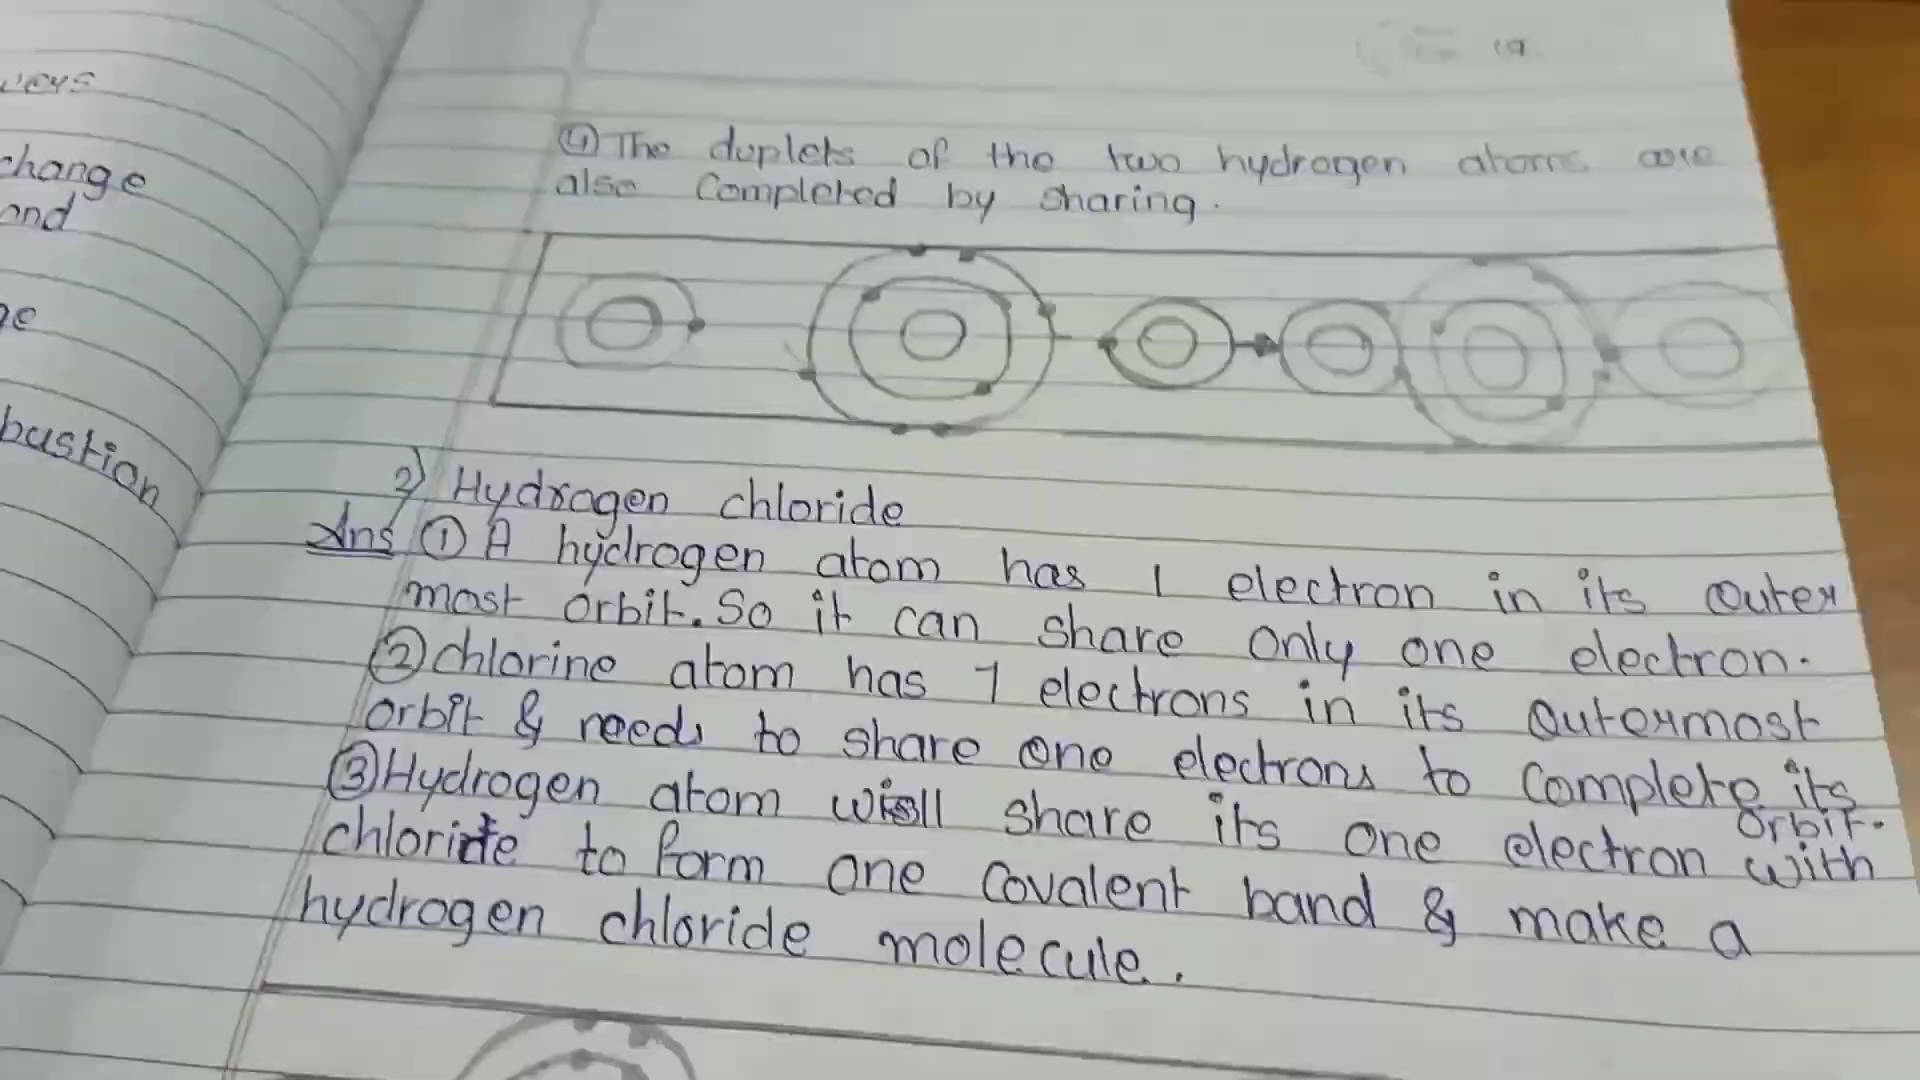 change
and
ge
bustion
④ The duplets of the two hydrogen atoms are
also Completed by sharing.
2) Hydrogen chloride
Ans ① A hydrogen atom has 1 electron in its outer
most orbit. So it can share only one electron.
② chlorine atom has 7 electrons in its outermost
orbit & needs to share one electrons to complete its
orbit.
③ Hydrogen atom will share its one electron with
chloride to form one covalent band & make a
hydrogen chloride molecule.